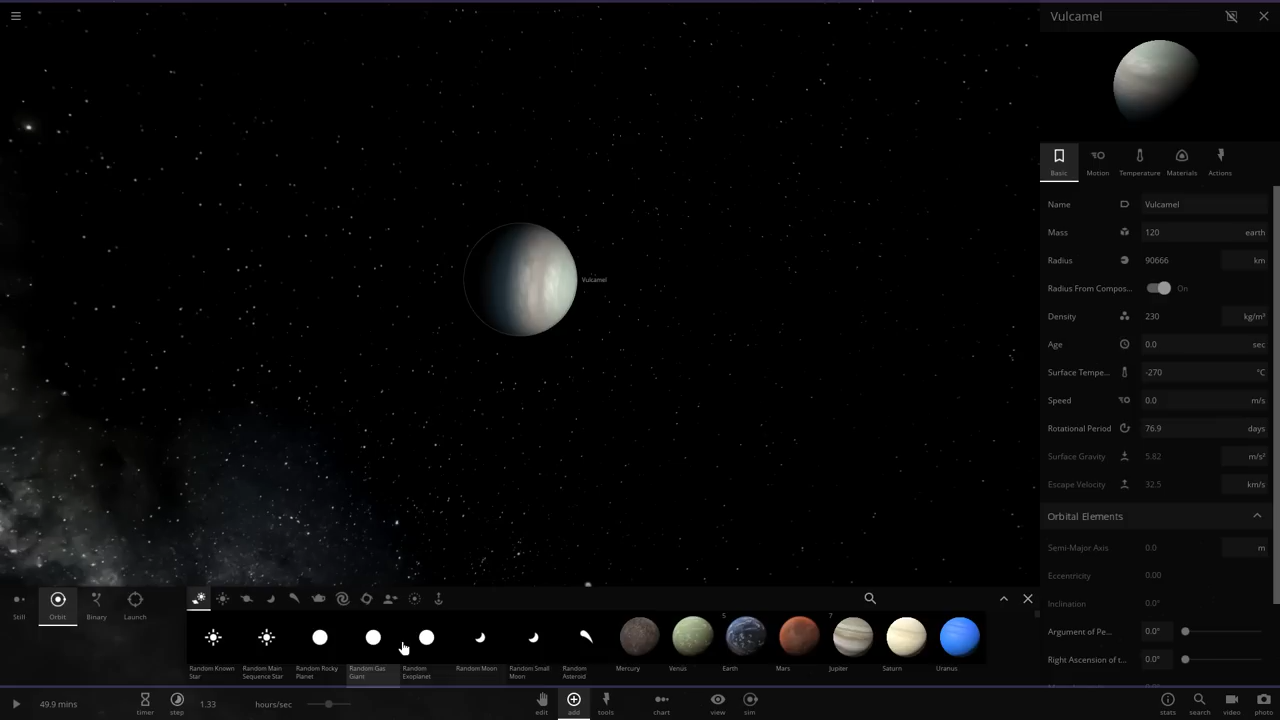 Vulcamel
Basic
Motion
Temperature
Materials
Actions
Name
Vulcamel
Mass
120
earth
Radius
90666
km
Radius From Compos...
On
Density
230
kg/m³
Age
0.0
sec
Surface Tempe...
-270
°C
Speed
0.0
m/s
Rotational Period
76.9
days
Surface Gravity
5.82
m/s²
Escape Velocity
32.5
km/s
Orbital Elements
Semi-Major Axis
0.0
m
Eccentricity
0.00
Inclination
0.0°
Argument of Pe...
0.0°
Right Ascension of t...
0.0°
Vulcamel
Still
Orbit
Binary
Launch
Random Known
Star
Random Main
Sequence Star
Random Rocky
Planet
Random Gas
Giant
Random
Exoplanet
Random Moon
Random Small
Moon
Random
Asteroid
Mercury
Venus
5
Earth
Mars
7
Jupiter
Saturn
Uranus
49.9 mins
timer
step
1.33
hours/sec
edit
add
tools
chart
view
sim
stats
search
video
photo